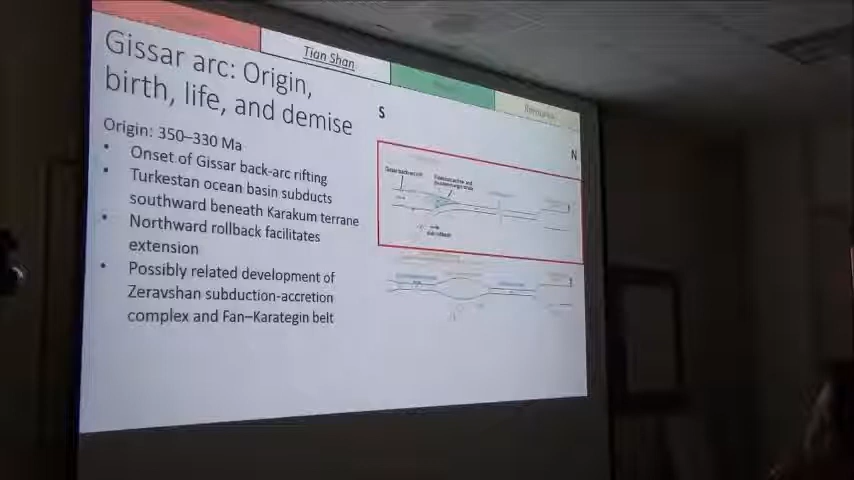 Tian Shan
Gissar arc: Origin,
birth, life, and demise
S
N
Origin: 350–330 Ma
• Onset of Gissar back-arc rifting
• Turkestan ocean basin subducts
southward beneath Karakum terrane
• Northward rollback facilitates
extension
• Possibly related development of
Zeravshan subduction-accretion
complex and Fan–Karategin belt